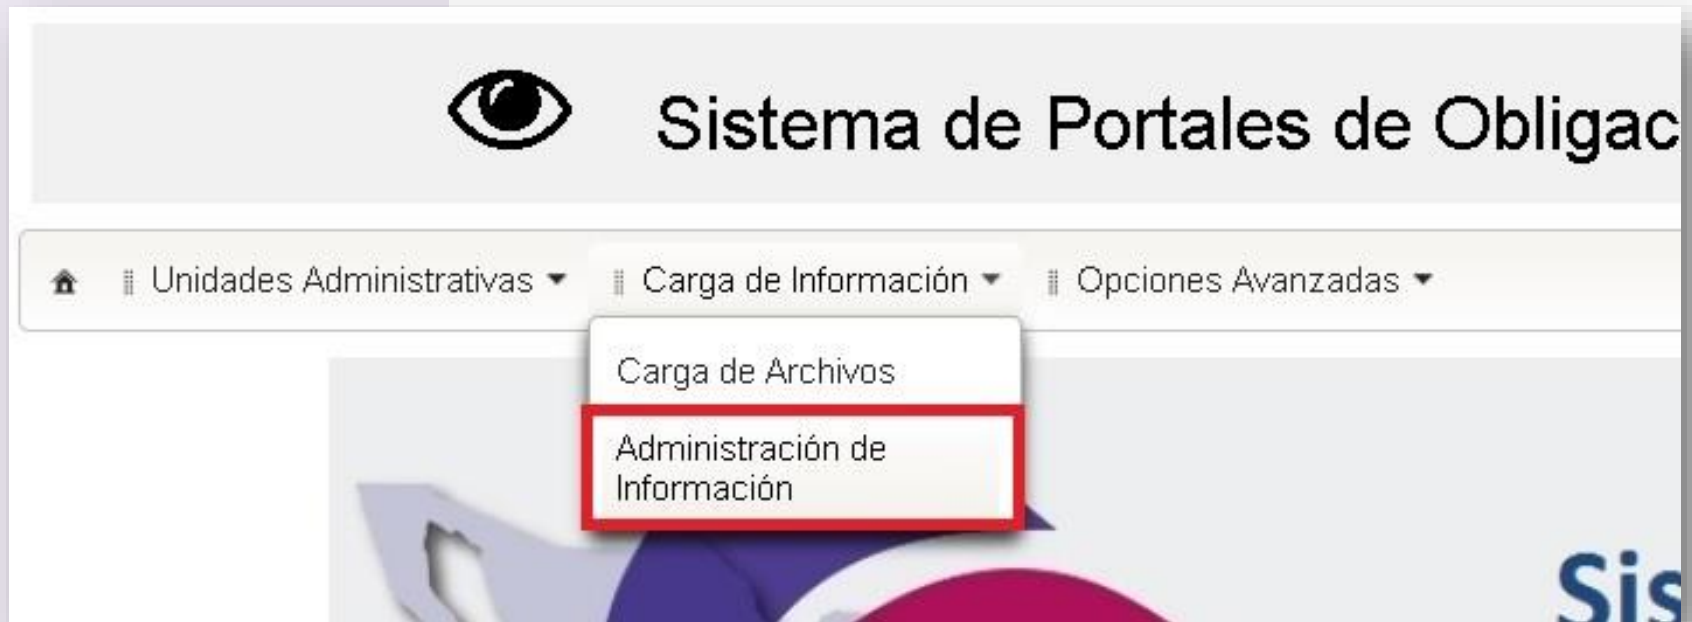 Sistema de Portales de Obligac
Unidades Administrativas Carga de Información Opciones Avanzadas
Carga de Archivos
Administración de
Información
Sis